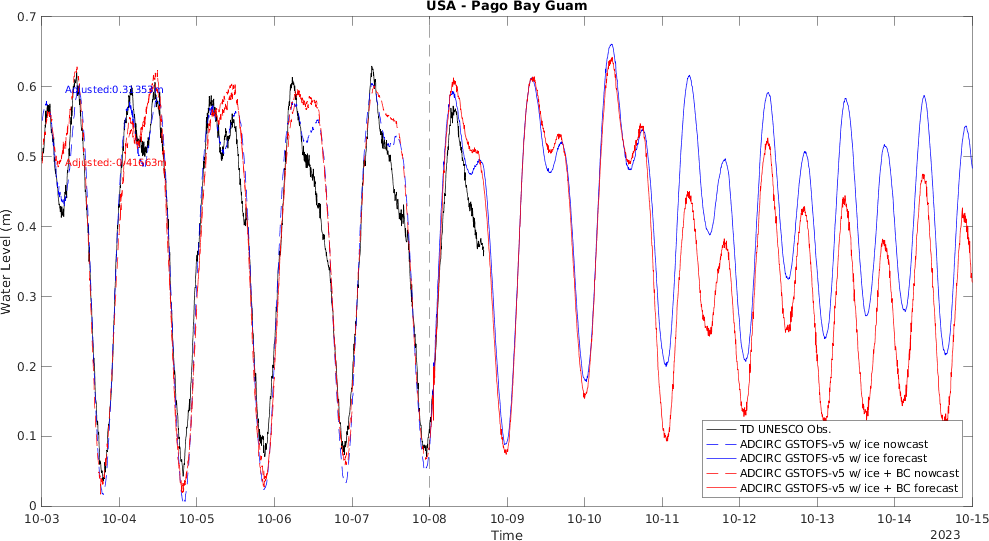 USA - Pago Bay Guam
0.7
0.6
0.5
0.4
0.3
0.2
0.1
0
Water Level (m)
Adjusted:0.31353m
Adjusted:-0.41663m
TD UNESCO Obs.
ADCIRC GSTOFS-v5 w/ ice nowcast
ADCIRC GSTOFS-v5 w/ ice forecast
ADCIRC GSTOFS-v5 w/ ice + BC nowcast
ADCIRC GSTOFS-v5 w/ ice + BC forecast
10-03 10-04 10-05 10-06 10-07 10-08 10-09 10-10 10-11 10-12 10-13 10-14 10-15
Time
2023